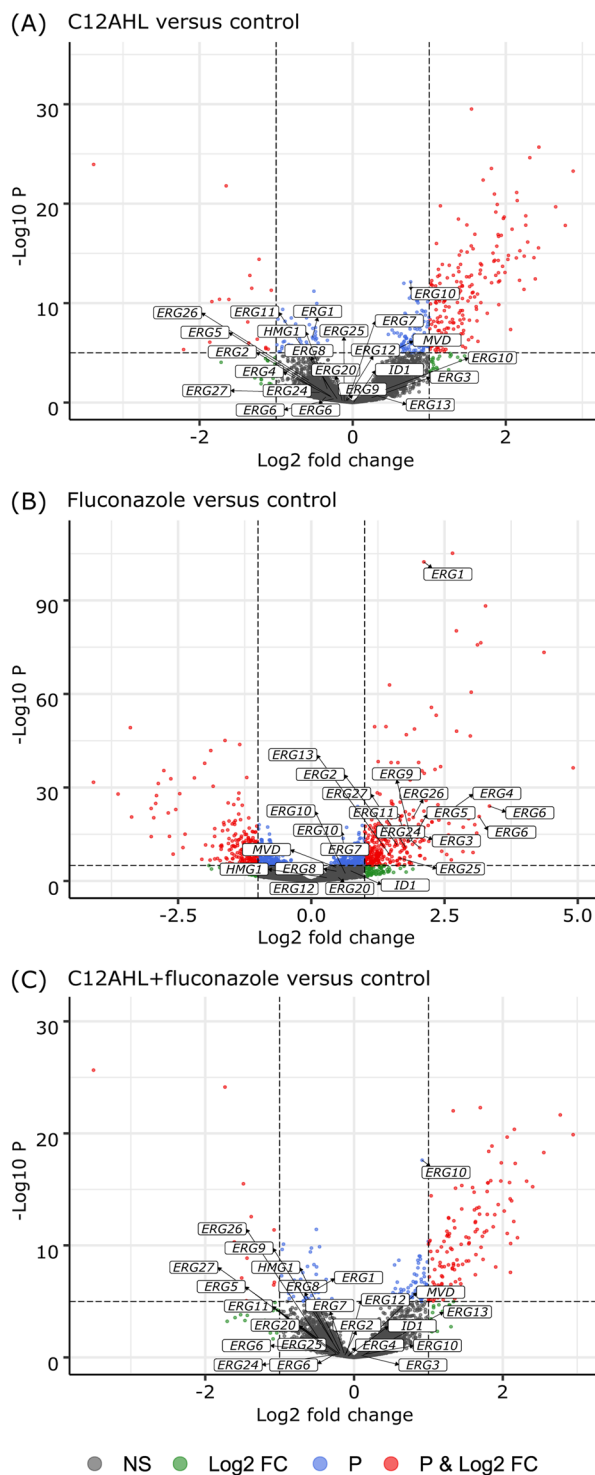 (A) C12AHL versus control
30
20
10
0
-Log10 P
ERG10
ERG26
ERG11
ERG1
ERG7
ERG5
HMG1
ERG25
MVD
ERG2
ERG8
ERG12
ERG10
ERG4
ERG20
ID1
ERG3
ERG27
ERG24
ERG9
ERG6
ERG6
ERG13
-2
0
2
Log2 fold change
(B) Fluconazole versus control
90
60
30
0
-Log10 P
ERG1
ERG13
ERG2
ERG9
ERG27
ERG26
ERG4
ERG10
ERG11
ERG5
ERG6
ERG10
ERG24
ERG6
MVD
ERG7
ERG3
HMG1
ERG8
ERG25
ERG12
ERG20
ID1
-2.5
0.0
2.5
5.0
Log2 fold change
(C) C12AHL+fluconazole versus control
30
20
10
0
-Log10 P
ERG10
ERG26
ERG9
ERG27
HMG1
ERG1
ERG5
ERG8
MVD
ERG11
ERG7
ERG12
ERG13
ERG20
ERG2
ID1
ERG6
ERG25
ERG4
ERG10
ERG24
ERG6
ERG3
-2
0
2
Log2 fold change
NS Log2 FC P P & Log2 FC